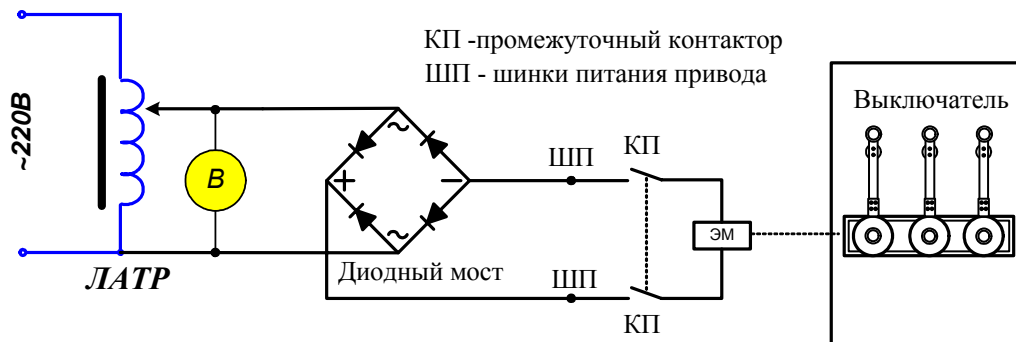 КП -промежуточный контактор
ШП - шинки питания привода
~220В
В
~
+
−
~
ЛАТР
Диодный мост
ШП
КП
ЭМ
ШП
КП
Выключатель